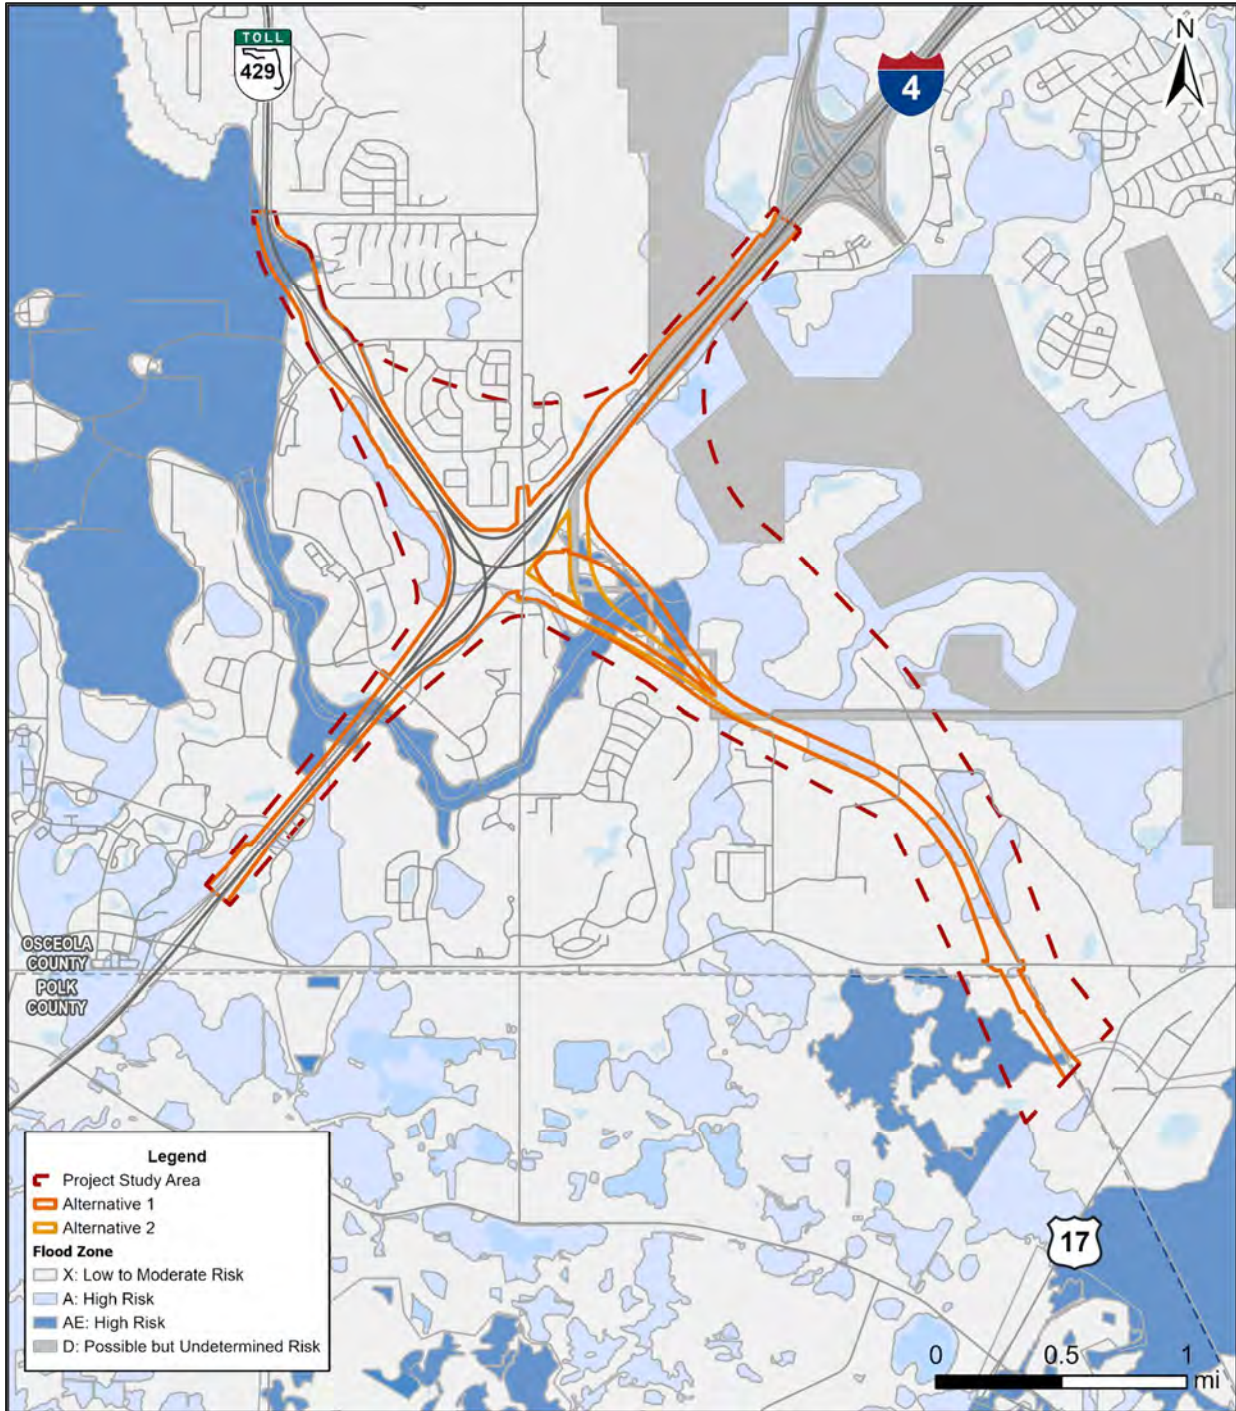 TOLL
429
4
N
OSCEOLA
COUNTY
POLK
COUNTY
Legend
Project Study Area
Alternative 1
Alternative 2
Flood Zone
X: Low to Moderate Risk
A: High Risk
AE: High Risk
D: Possible but Undetermined Risk
17
0 0.5 1
mi